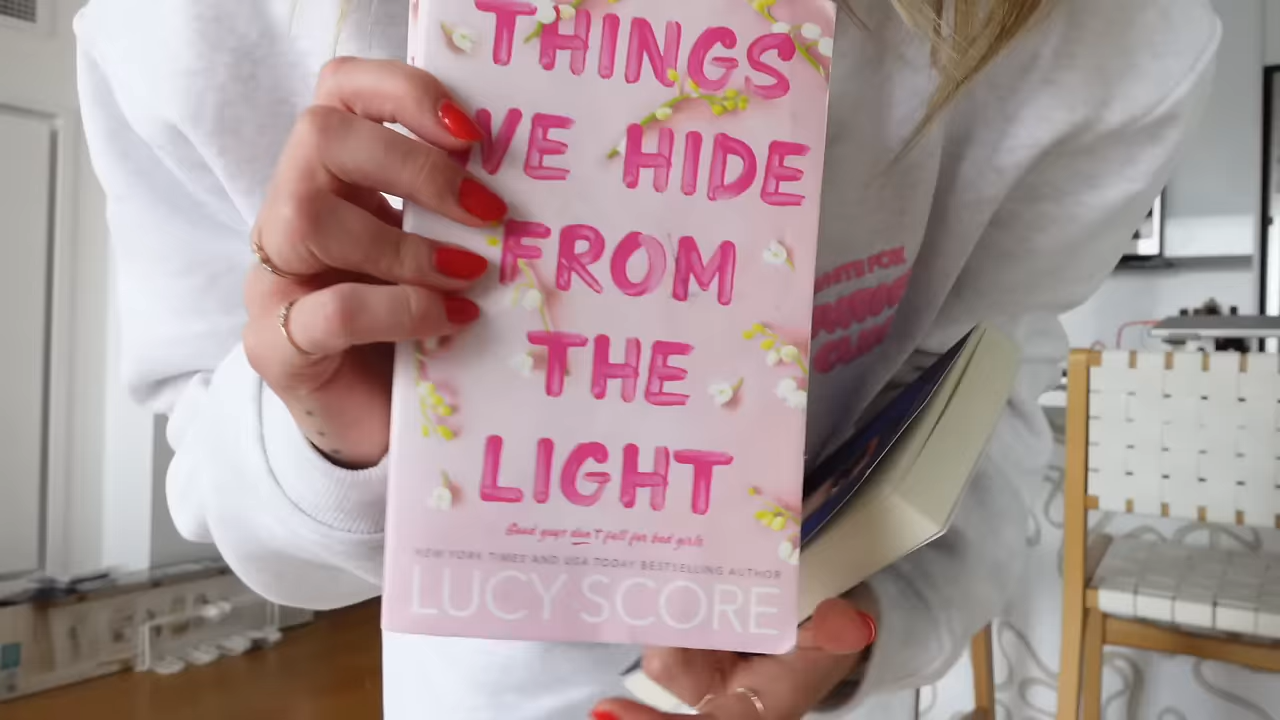 THINGS
WE HIDE
FROM
THE
LIGHT
Good guys don't fall for bad girls
NEW YORK TIMES AND USA TODAY BESTSELLING AUTHOR
LUCY SCORE